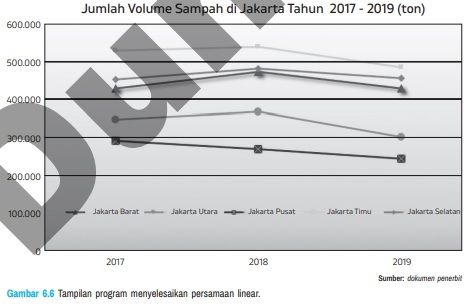 Jumlah Volume Sampah di Jakarta Tahun 2017 - 2019 (ton)
600.000
500.000
400.000
300.000
200.000
100.000
0
Jakarta Barat Jakarta Utara Jakarta Pusat Jakarta Timu Jakarta Selatan
2017 2018 2019
Sumber: dokumen penerbit
Gambar 6.6 Tampilan program menyelesaikan persamaan linear.